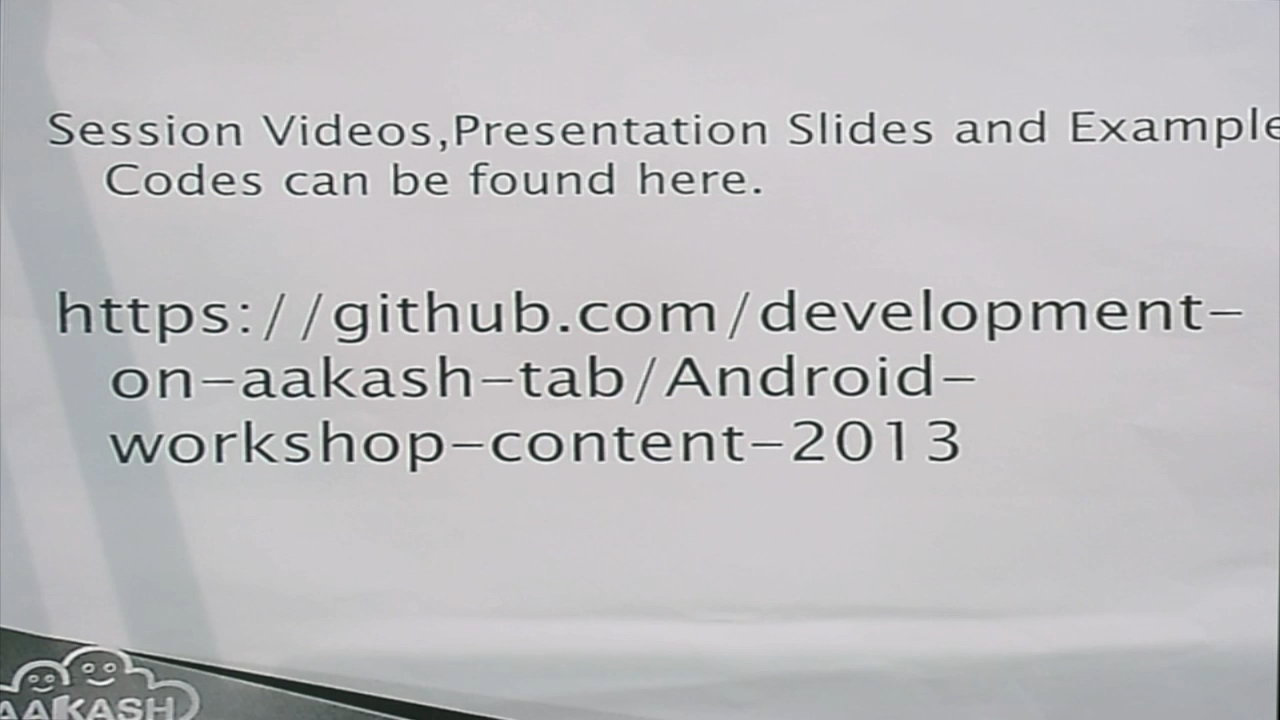 Session Videos,Presentation Slides and Example
Codes can be found here.
https://github.com/development-
on-aakash-tab/Android-
workshop-content-2013
AAKASH